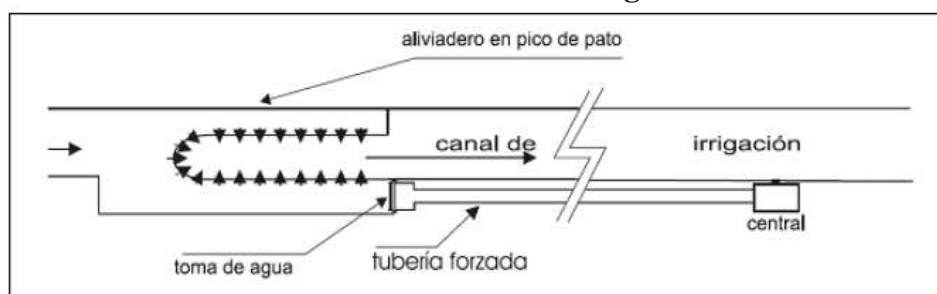 aliviadero en pico de pato
canal de
irrigación
toma de agua
tubería forzada
central